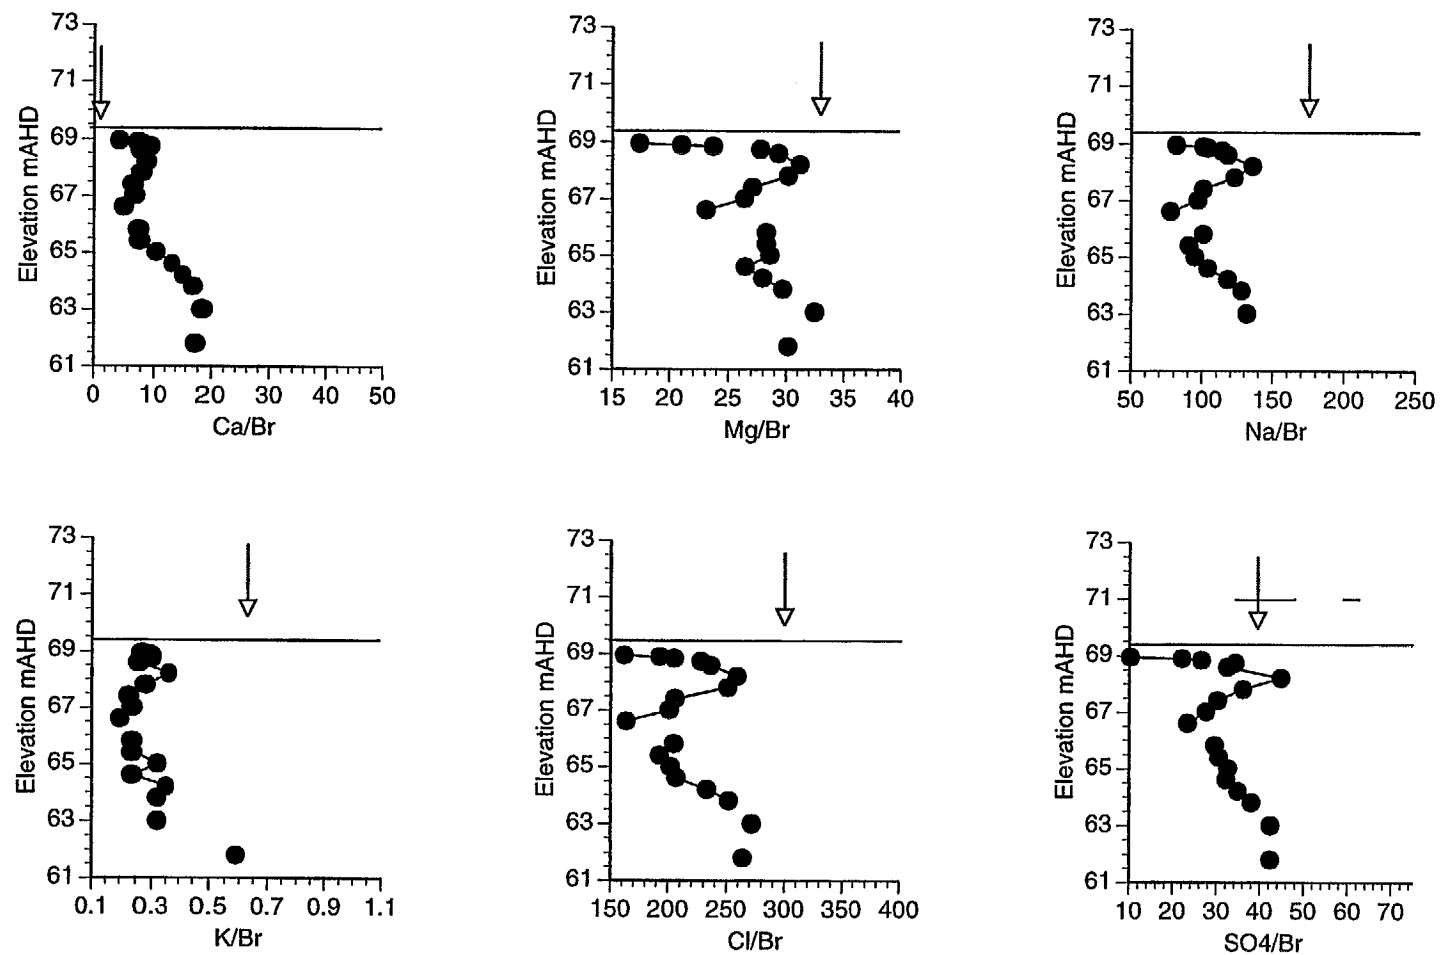 73
71
69
67
65
63
61
Elevation mAHD
0 10 20 30 40 50
Ca/Br
73
71
69
67
65
63
61
Elevation mAHD
15 20 25 30 35 40
Mg/Br
73
71
69
67
65
63
61
Elevation mAHD
50 100 150 200 250
Na/Br
73
71
69
67
65
63
61
Elevation mAHD
0.1 0.3 0.5 0.7 0.9 1.1
K/Br
73
71
69
67
65
63
61
Elevation mAHD
150 200 250 300 350 400
Cl/Br
73
71
69
67
65
63
61
Elevation mAHD
10 20 30 40 50 60 70
SO4/Br